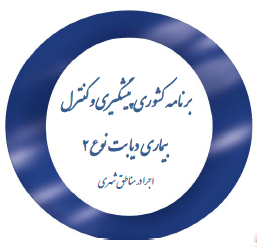 برنامه کشوری پیشگیری و کنترل
بیماری دیابت نوع ۲
اجرا در مناطق شهری